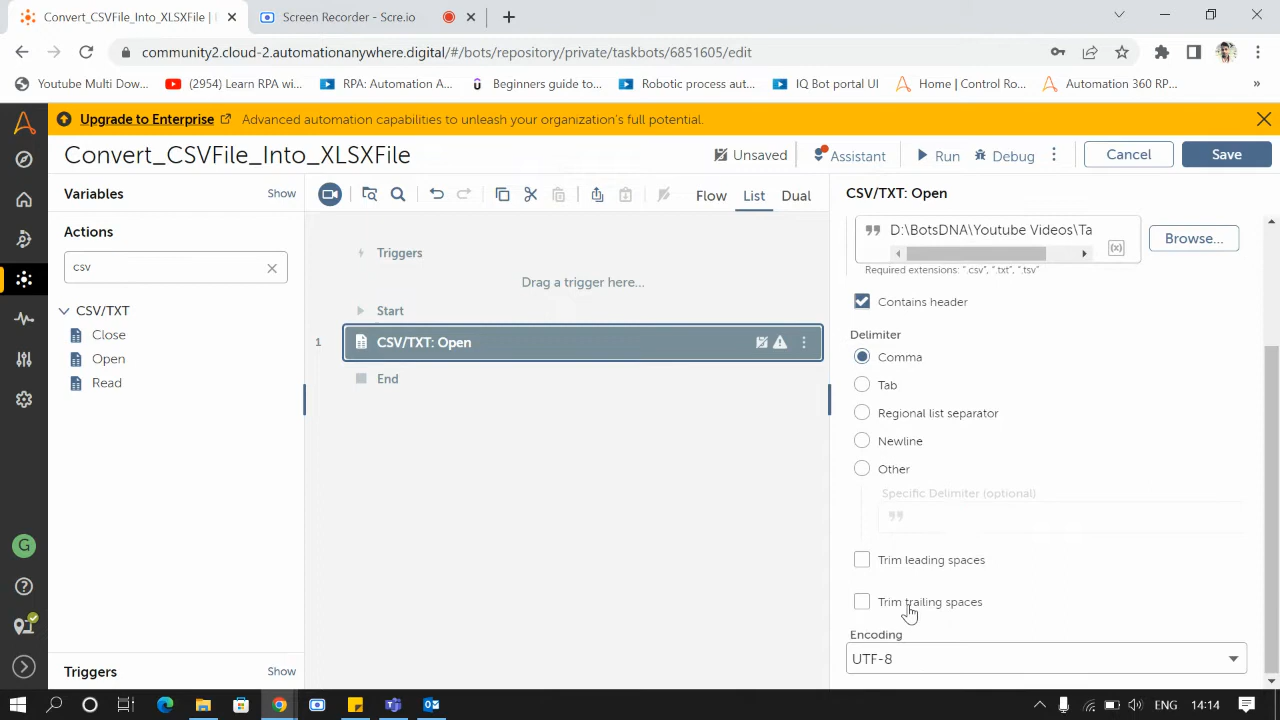 Convert_CSVFile_Into_XLSXFile |
Screen Recorder - Scre.io
community2.cloud-2.automationanywhere.digital/#/bots/repository/private/taskbots/6851605/edit
Youtube Multi Dow...
(2954) Learn RPA wi...
RPA: Automation A...
Beginners guide to...
Robotic process aut...
IQ Bot portal UI
Home | Control Ro...
Automation 360 RP...
Upgrade to Enterprise
Advanced automation capabilities to unleash your organization's full potential.
Convert_CSVFile_Into_XLSXFile
Unsaved
Assistant
Run
Debug
Cancel
Save
Variables
Show
Flow
List
Dual
CSV/TXT: Open
Actions
csv
CSV/TXT
Close
Open
Read
Triggers
Drag a trigger here...
Start
1
CSV/TXT: Open
End
D:\BotsDNA\Youtube Videos\Ta
(x)
Browse...
Required extensions: ".csv", ".txt", ".tsv"
Contains header
Delimiter
Comma
Tab
Regional list separator
Newline
Other
Specific Delimiter (optional)
Trim leading spaces
Trim trailing spaces
Encoding
UTF-8
G
Triggers
Show
ENG
14:14